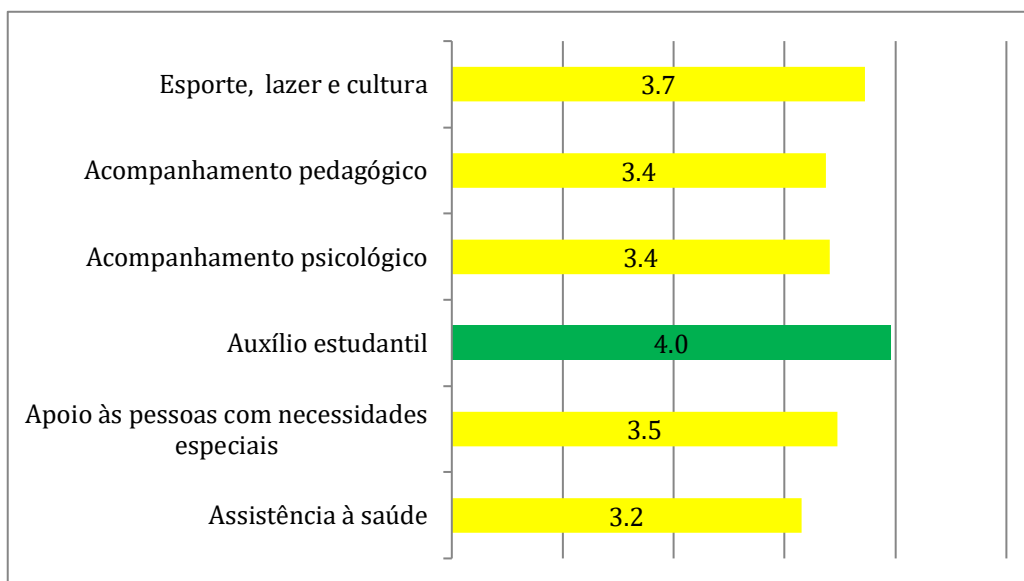 Esporte, lazer e cultura
3.7
Acompanhamento pedagógico
3.4
Acompanhamento psicológico
3.4
Auxílio estudantil
4.0
Apoio às pessoas com necessidades
especiais
3.5
Assistência à saúde
3.2